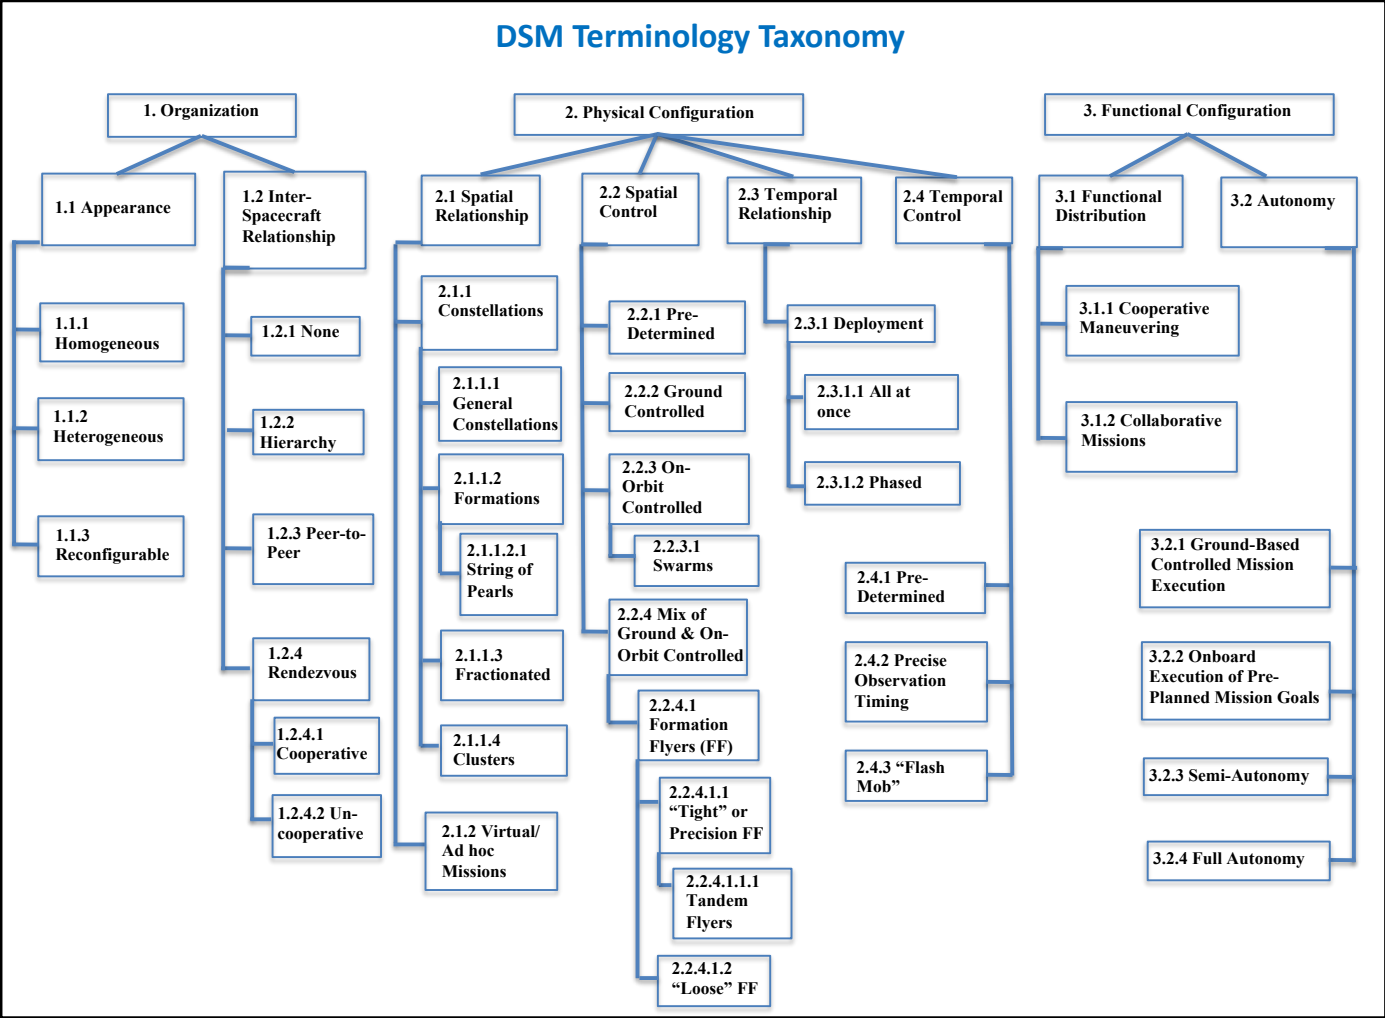 DSM Terminology Taxonomy
1. Organization
1.1 Appearance
1.1.1
Homogeneous
1.1.2
Heterogeneous
1.1.3
Reconfigurable
1.2 Inter-
Spacecraft
Relationship
1.2.1 None
1.2.2
Hierarchy
1.2.3 Peer-to-
Peer
1.2.4
Rendezvous
1.2.4.1
Cooperative
1.2.4.2 Un-
cooperative
2. Physical Configuration
2.1 Spatial
Relationship
2.1.1
Constellations
2.1.1.1
General
Constellations
2.1.1.2
Formations
2.1.1.2.1
String of
Pearls
2.1.1.3
Fractionated
2.1.1.4
Clusters
2.1.2 Virtual/
Ad hoc
Missions
2.2 Spatial
Control
2.2.1 Pre-
Determined
2.2.2 Ground
Controlled
2.2.3 On-
Orbit
Controlled
2.2.3.1
Swarms
2.2.4 Mix of
Ground & On-
Orbit Controlled
2.2.4.1
Formation
Flyers (FF)
2.2.4.1.1
“Tight” or
Precision FF
2.2.4.1.1.1
Tandem
Flyers
2.2.4.1.2
“Loose” FF
2.3 Temporal
Relationship
2.3.1 Deployment
2.3.1.1 All at
once
2.3.1.2 Phased
2.4 Temporal
Control
2.4.1 Pre-
Determined
2.4.2 Precise
Observation
Timing
2.4.3 “Flash
Mob”
3. Functional Configuration
3.1 Functional
Distribution
3.1.1 Cooperative
Maneuvering
3.1.2 Collaborative
Missions
3.2 Autonomy
3.2.1 Ground-Based
Controlled Mission
Execution
3.2.2 Onboard
Execution of Pre-
Planned Mission Goals
3.2.3 Semi-Autonomy
3.2.4 Full Autonomy